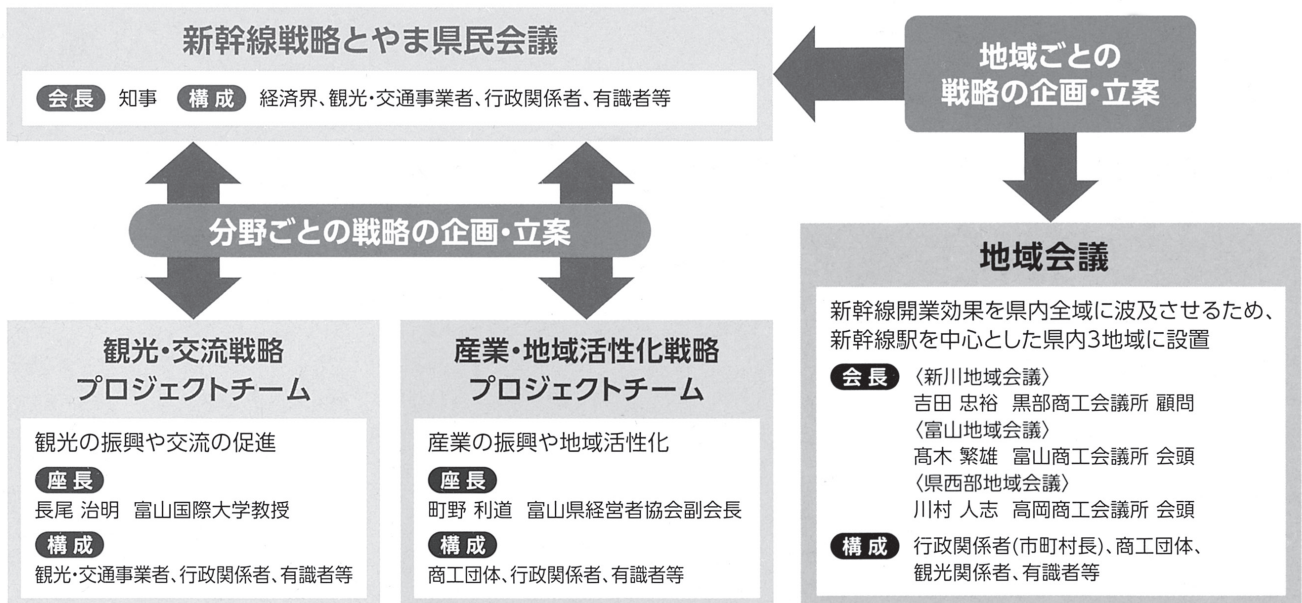 新幹線戦略とやま県民会議
会長 知事 構成 経済界、観光・交通事業者、行政関係者、有識者等
地域ごとの
戦略の企画・立案
分野ごとの戦略の企画・立案
観光・交流戦略
プロジェクトチーム
観光の振興や交流の促進
座長
長尾 治明 富山国際大学教授
構成
観光・交通事業者、行政関係者、有識者等
産業・地域活性化戦略
プロジェクトチーム
産業の振興や地域活性化
座長
町野 利道 富山県経営者協会副会長
構成
商工団体、行政関係者、有識者等
地域会議
新幹線開業効果を県内全域に波及させるため、
新幹線駅を中心とした県内3地域に設置
会長 〈新川地域会議〉
吉田 忠裕 黒部商工会議所 顧問
〈富山地域会議〉
髙木 繁雄 富山商工会議所 会頭
〈県西部地域会議〉
川村 人志 高岡商工会議所 会頭
構成 行政関係者(市町村長)、商工団体、
観光関係者、有識者等